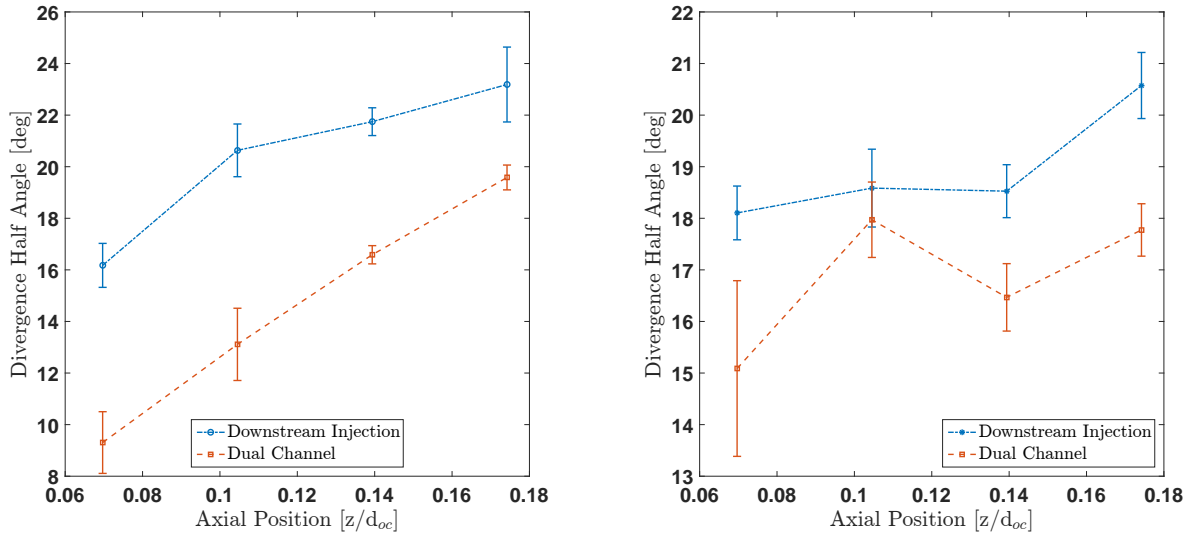 26
24
22
20
18
16
14
12
10
8
0.06 0.08 0.1 0.12 0.14 0.16 0.18
Divergence Half Angle [deg]
Axial Position [z/d_oc]
Downstream Injection
Dual Channel
22
21
20
19
18
17
16
15
14
13
0.06 0.08 0.1 0.12 0.14 0.16 0.18
Divergence Half Angle [deg]
Axial Position [z/d_oc]
Downstream Injection
Dual Channel